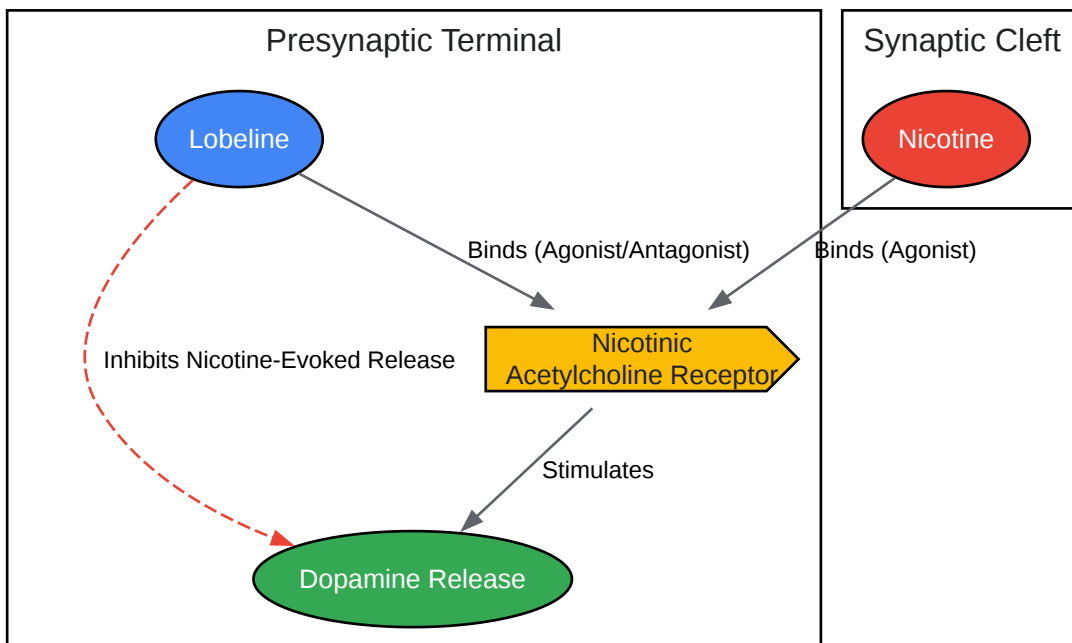 Presynaptic Terminal
Synaptic Cleft
Lobeline
Nicotine
Binds (Agonist/Antagonist)
Binds (Agonist)
Inhibits Nicotine-Evoked Release
Nicotinic
Acetylcholine Receptor
Stimulates
Dopamine Release